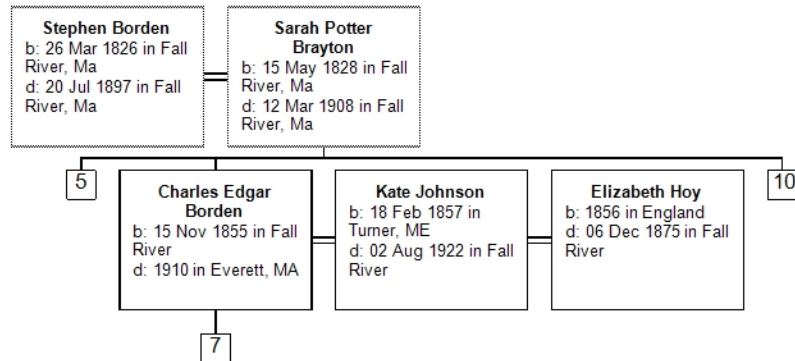 Stephen Borden
b: 26 Mar 1826 in Fall
River, Ma
d: 20 Jul 1897 in Fall
River, Ma
Sarah Potter
Brayton
b: 15 May 1828 in Fall
River, Ma
d: 12 Mar 1908 in Fall
River, Ma
5
Charles Edgar
Borden
b: 15 Nov 1855 in Fall
River
d: 1910 in Everett, MA
Kate Johnson
b: 18 Feb 1857 in
Turner, ME
d: 02 Aug 1922 in Fall
River
Elizabeth Hoy
b: 1856 in England
d: 06 Dec 1875 in Fall
River
10
7